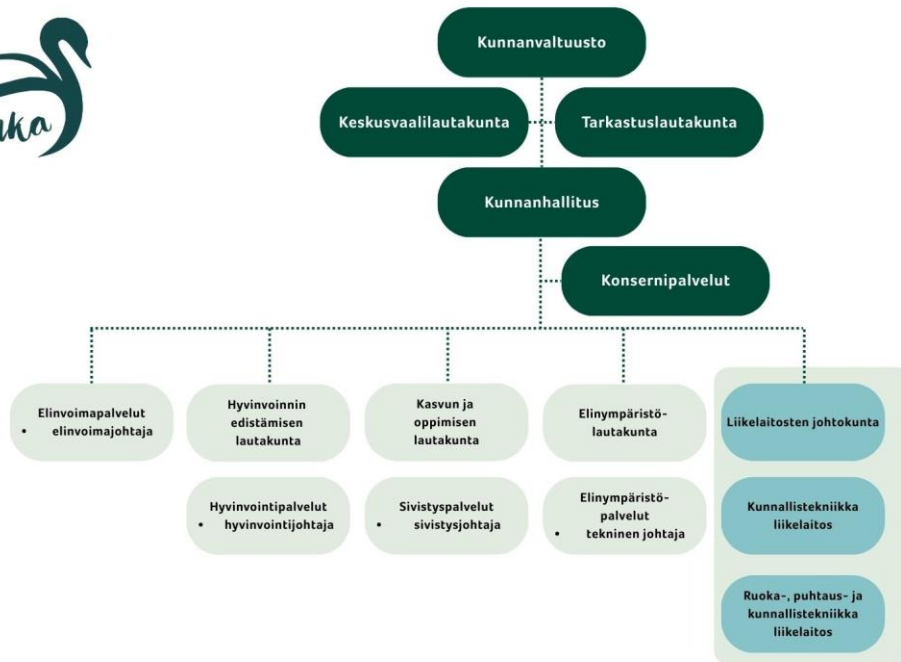 Kunnanvaltuusto
Keskusvaalilautakunta
Tarkastuslautakunta
Kunnanhallitus
Konsernipalvelut
Elinvoimapalvelut
• elinvoimajohtaja
Hyvinvoinnin
edistämisen
lautakunta
Kasvun ja
oppimisen
lautakunta
Elinympäristö-
lautakunta
Liikelaitosten johtokunta
Hyvinvointipalvelut
• hyvinvointijohtaja
Sivistyspalvelut
• sivistysjohtaja
Elinympäristö-
palvelut
• tekninen johtaja
Kunnallistekniikka
liikelaitos
Ruoka-, puhtaus- ja
kunnallistekniikka
liikelaitos